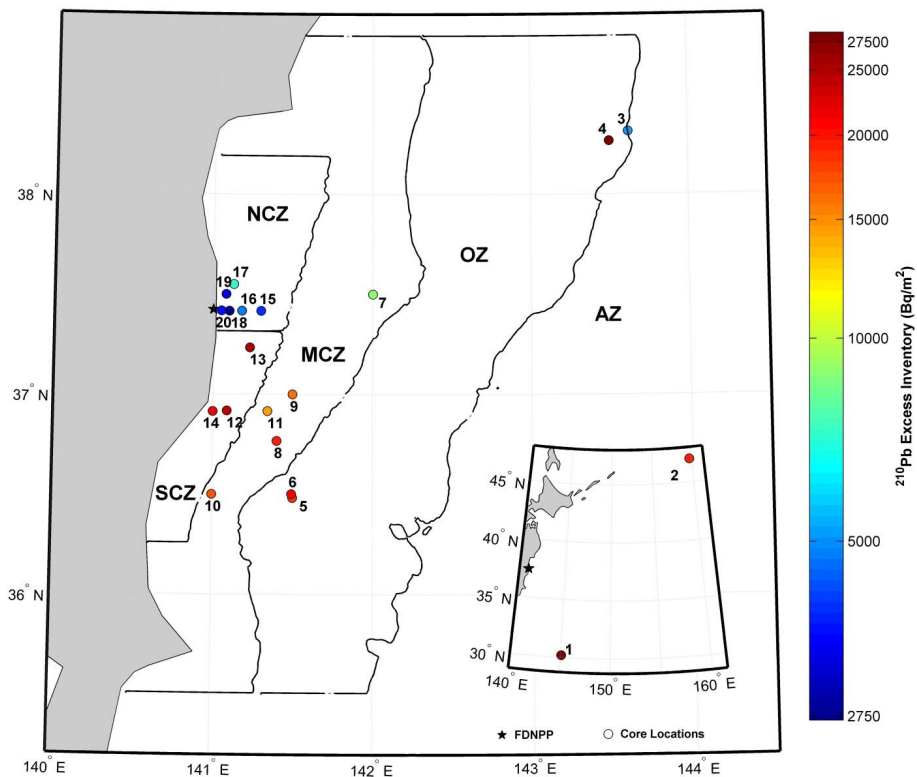 27500
25000
4
3
20000
38° N
NCZ
15000
17
19
16 15
OZ
20 18
7
10000
AZ
13
MCZ
37° N
9
14 12
11
8
SCZ
6
5
10
45° N
2
40° N
5000
35° N
36° N
30° N
1
140° E
150° E
160° E
★ FDNPP
○ Core Locations
2750
140° E
141° E
142° E
143° E
144° E
²¹⁰Pb Excess Inventory (Bq/m²)